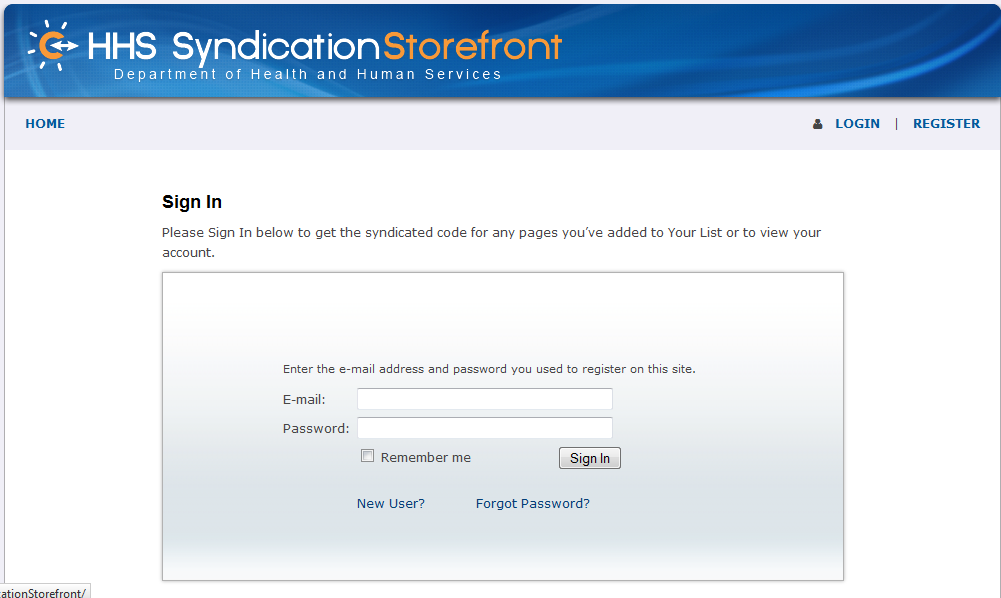 HHS SyndicationStorefront
Department of Health and Human Services
HOME
LOGIN | REGISTER
Sign In
Please Sign In below to get the syndicated code for any pages you've added to Your List or to view your
account.
Enter the e-mail address and password you used to register on this site.
E-mail:
Password:
Remember me
Sign In
New User?
Forgot Password?
cationStorefront/